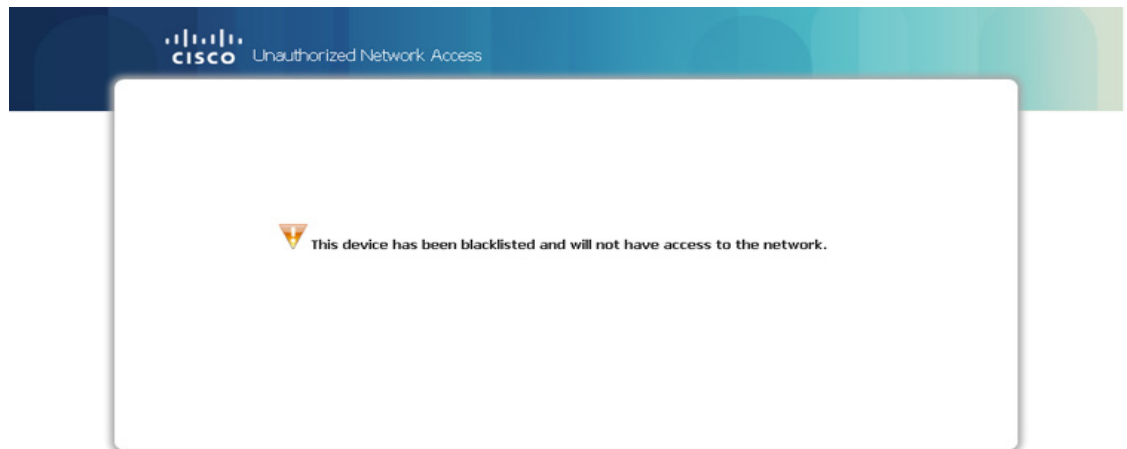 CISCO Unauthorized Network Access
This device has been blacklisted and will not have access to the network.